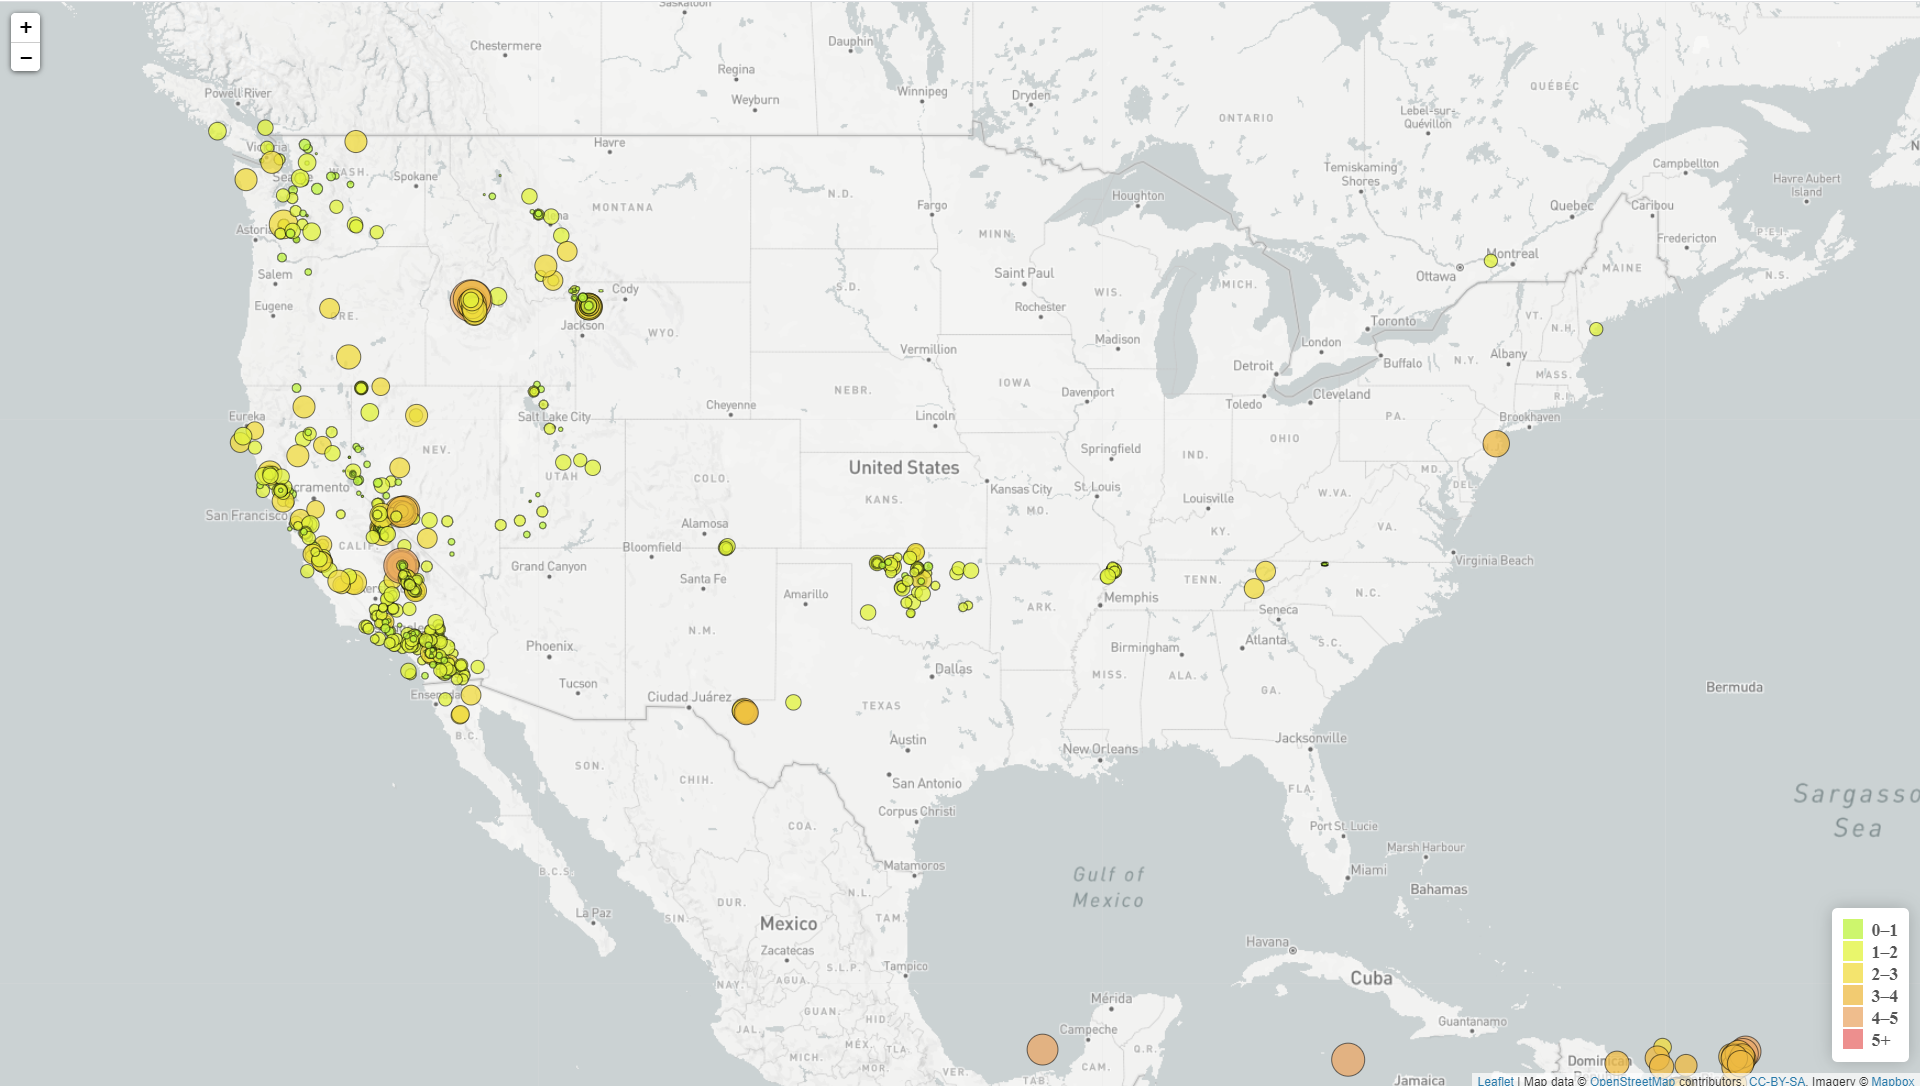 +
−
Saskatoon
Chestermere
Dauphin
Regina
Weyburn
Winnipeg
Dryden
Powell River
QUÉBEC
Lebel-sur-
Quévillon
ONTARIO
Havre
Campbellton
Temiskaming
Shores
WASH.
Spokane
Havre Aubert
Island
N.D.
Houghton
MONTANA
Fargo
Quebec
Caribou
Astoria
MINN.
Fredericton
P.E.I.
Montreal
Ottawa
MAINE
Salem
Saint Paul
N.S.
Cody
S.D.
MICH.
WIS.
Eugene
ORE.
Rochester
VT.
N.H.
Jackson
Toronto
WYO.
Madison
London
Vermillion
Albany
N.Y.
Buffalo
Detroit
MASS.
IOWA
NEBR.
Davenport
Cleveland
R.I.
Toledo
Cheyenne
Eureka
Salt Lake City
Lincoln
PA.
Brookhaven
OHIO
NEV.
Springfield
IND.
United States
MD.
UTAH
COLO.
DEL.
St. Louis
Kansas City
W.VA.
KANS.
Louisville
MO.
San Francisco
Alamosa
VA.
KY.
CALIF.
Bloomfield
Virginia Beach
Grand Canyon
Santa Fe
TENN.
Amarillo
N.C.
Memphis
ARK.
Seneca
N.M.
Phoenix
Birmingham
Atlanta
S.C.
Dallas
MISS.
ALA.
Tucson
GA.
Bermuda
Ciudad Juárez
TEXAS
B.C.
Austin
Jacksonville
New Orleans
SON.
CHIH.
San Antonio
FLA.
Sargasso
Sea
Corpus Christi
COA.
Port St. Lucie
Marsh Harbour
Matamoros
Miami
B.C.S.
Gulf of
Mexico
N.L.
Bahamas
DUR.
La Paz
SIN.
TAM.
Mexico
0–1
Havana
Zacatecas
1–2
S.L.P.
Tampico
2–3
Cuba
NAY.
AGUA.
3–4
Mérida
GUAN.
HID.
4–5
JAL.
Campeche
Guantanamo
5+
MÉX.
TLA.
Q.R.
MICH.
MOR.
VER.
CAM.
TAB.
Jamaica
Leaflet | Map data © OpenStreetMap contributors, CC-BY-SA, Imagery © Mapbox